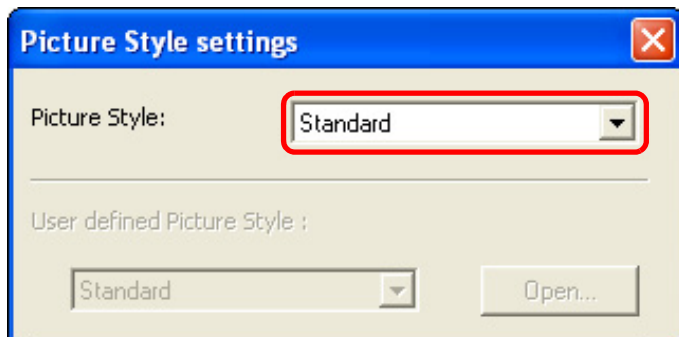 Picture Style settings
Picture Style: Standard
User defined Picture Style :
Standard Open...